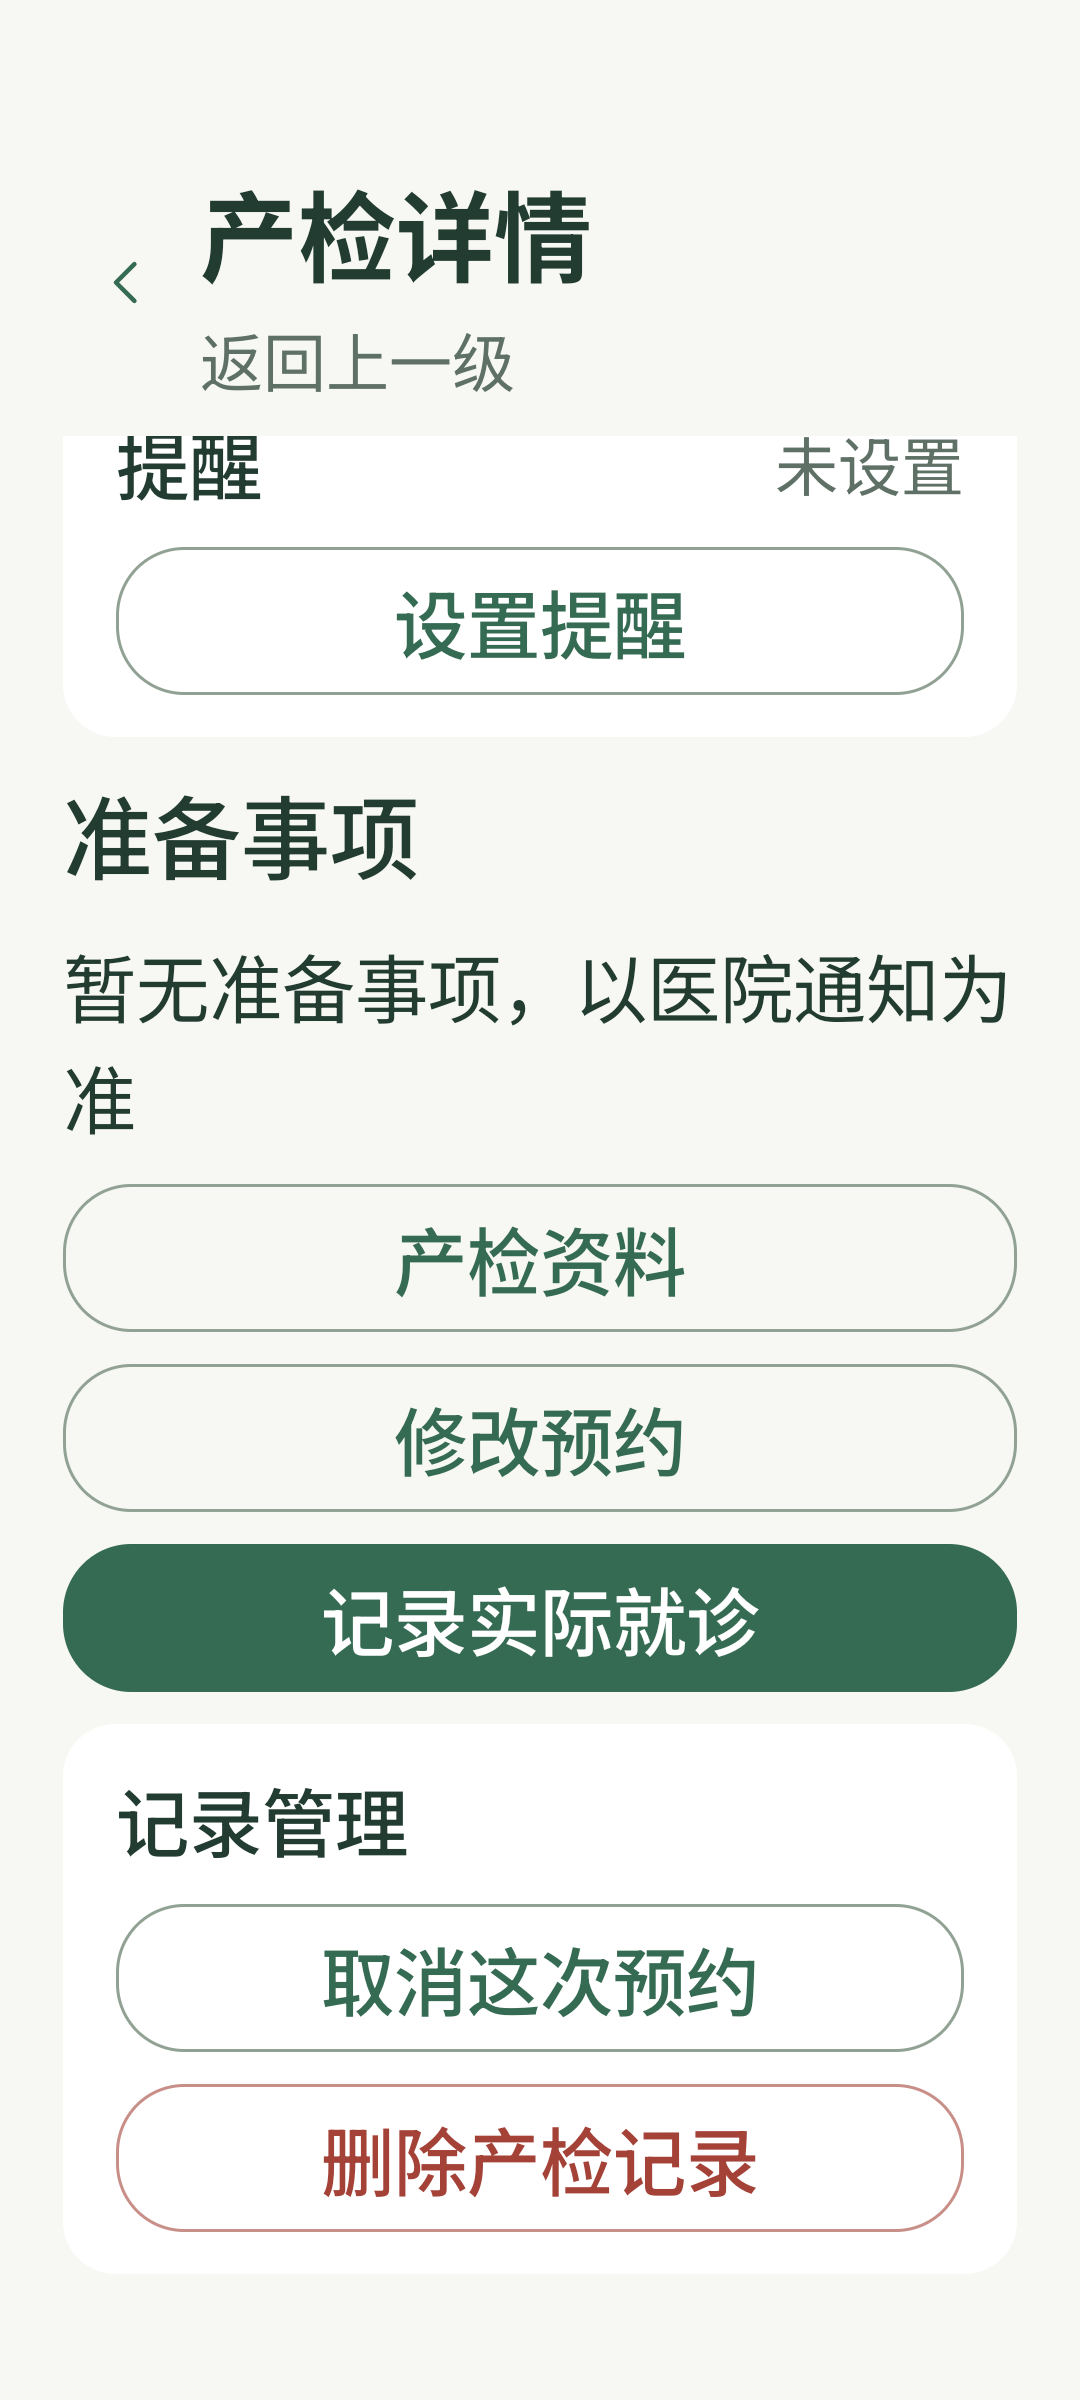 产检详情
返回上一级
提醒
未设置
设置提醒
准备事项
暂无准备事项，以医院通知为
准
产检资料
修改预约
记录实际就诊
记录管理
取消这次预约
删除产检记录